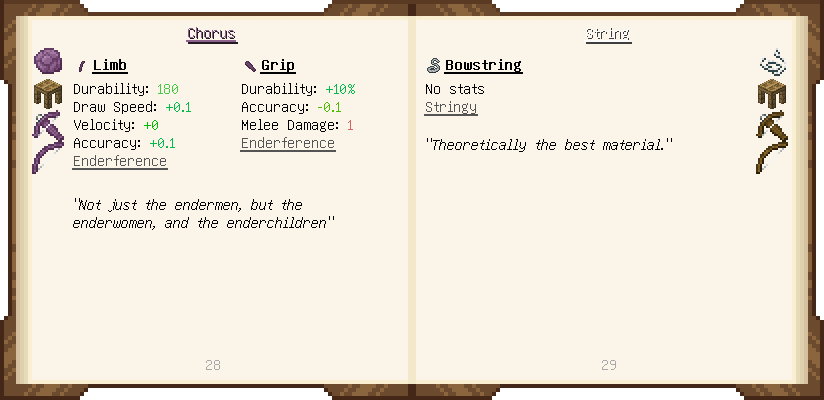 Chorus
Limb
Durability: 180
Draw Speed: +0.1
Velocity: +0
Accuracy: +0.1
Enderference
Grip
Durability: +10%
Accuracy: -0.1
Melee Damage: 1
Enderference
"Not just the endermen, but the
enderwomen, and the enderchildren"
28
String
Bowstring
No stats
Stringy
"Theoretically the best material."
29